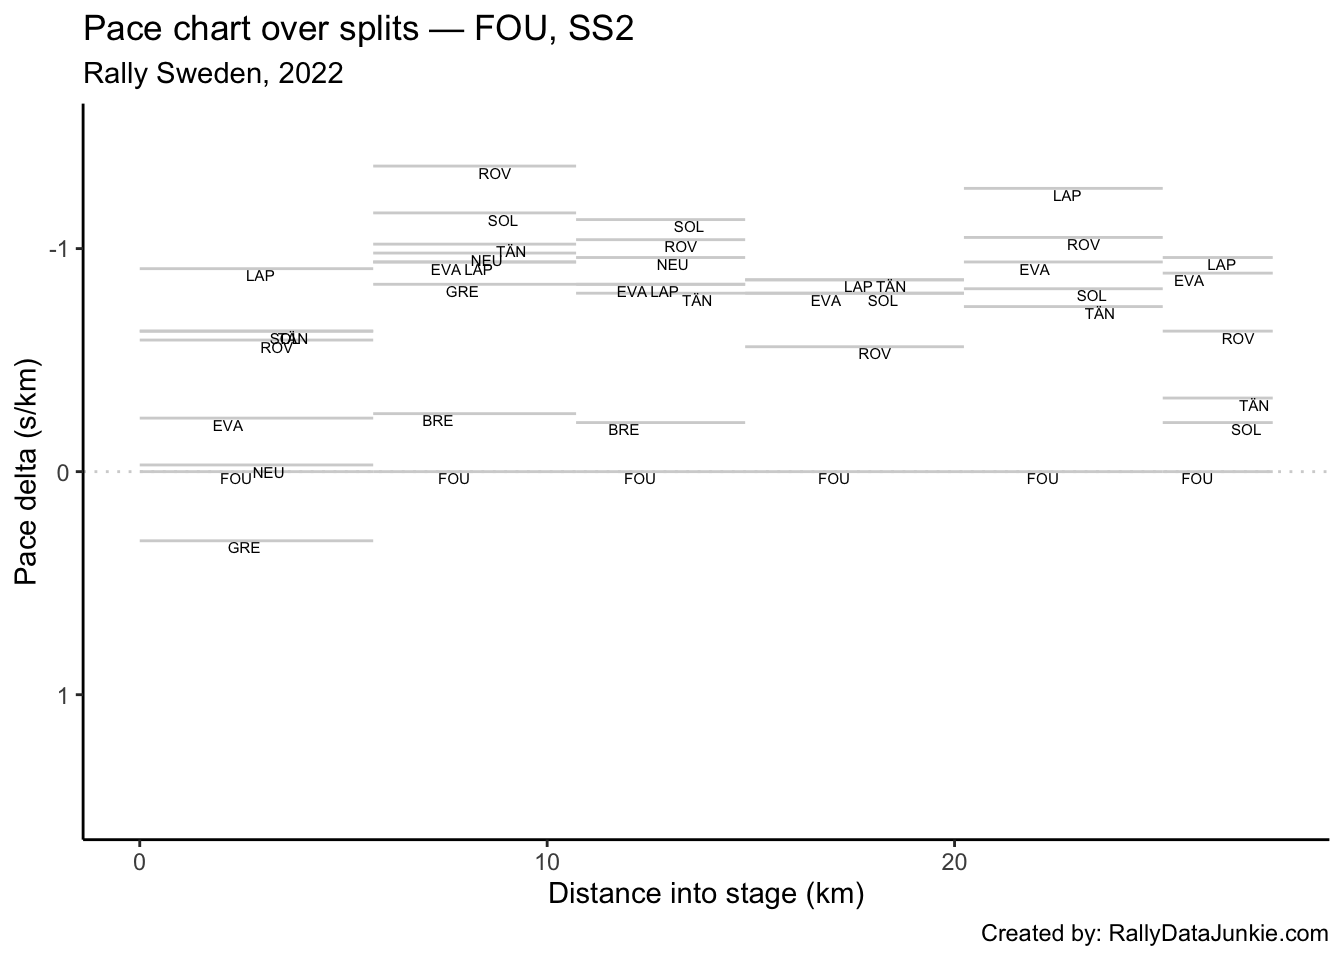 Pace chart over splits — FOU, SS2
Rally Sweden, 2022
ROV
LAP
SOL
SOL
TÄN
ROV
ROV
-1
NEU
NEU
LAP
EVA LAP
EVA
LAP
EVA
GRE
EVA LAP
LAP TÄN
TÄN
EVA
SOL
SOL
TÄN
SOL
TÄN
ROV
ROV
ROV
TÄN
EVA
BRE
BRE
SOL
0
NEU
FOU
FOU
FOU
FOU
FOU
FOU
GRE
1
Pace delta (s/km)
0
10
20
Distance into stage (km)
Created by: RallyDataJunkie.com